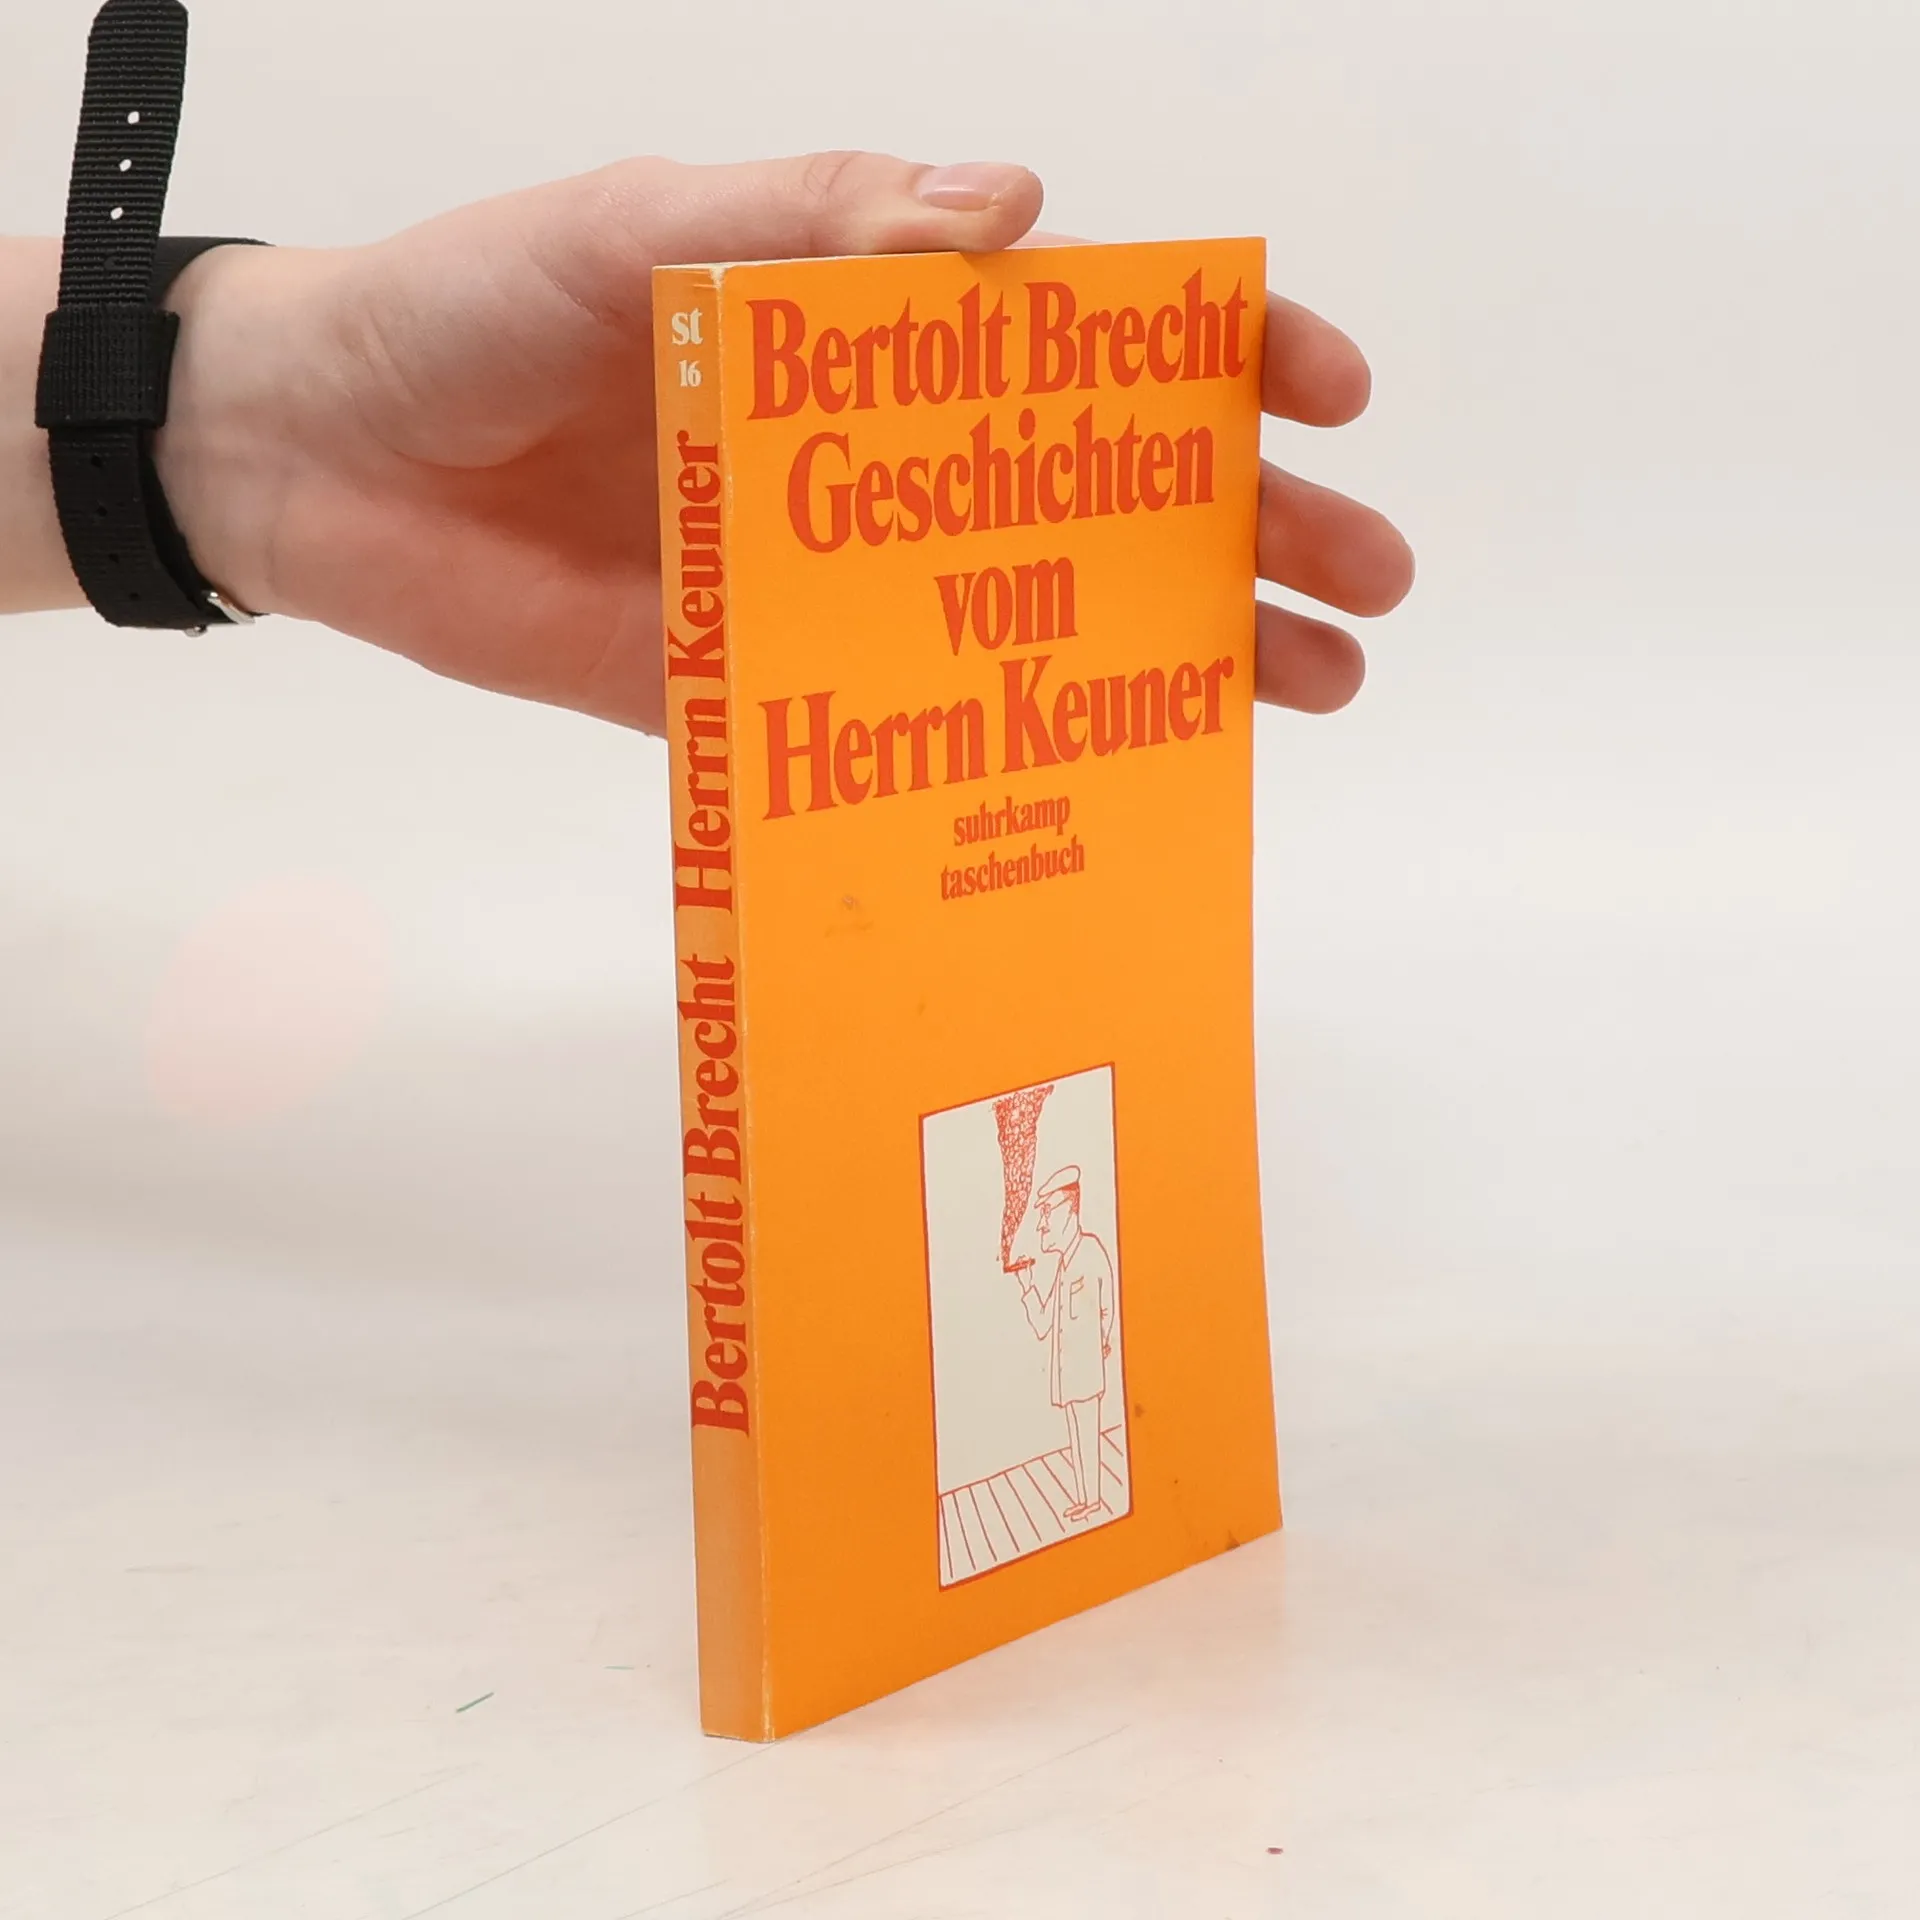 st
16
Bertolt Brecht Herrn Keuner
Bertolt Brecht
Geschichten
vom
Herrn Keuner
suhrkamp
taschenbuch